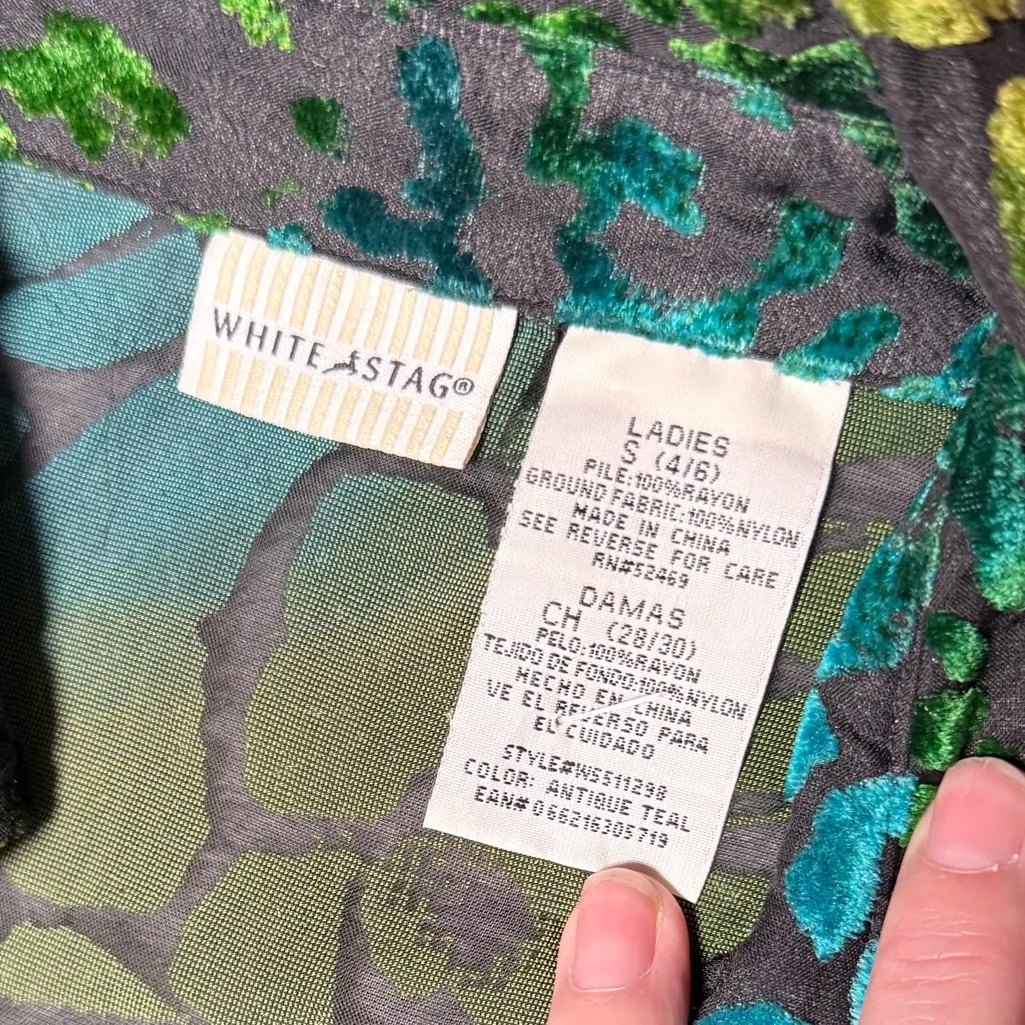 WHITE STAG®
LADIES
S (4/6)
PILE:100%RAYON
GROUND FABRIC:100%NYLON
MADE IN CHINA
SEE REVERSE FOR CARE
RN#52469
DAMAS
CH (28/30)
PELO:100%RAYON
TEJIDO DE FONDO:100%NYLON
HECHO EN CHINA
VE EL REVERSO PARA
EL CUIDADO
STYLE#WS511298
COLOR: ANTIQUE TEAL
EAN# 066216305719